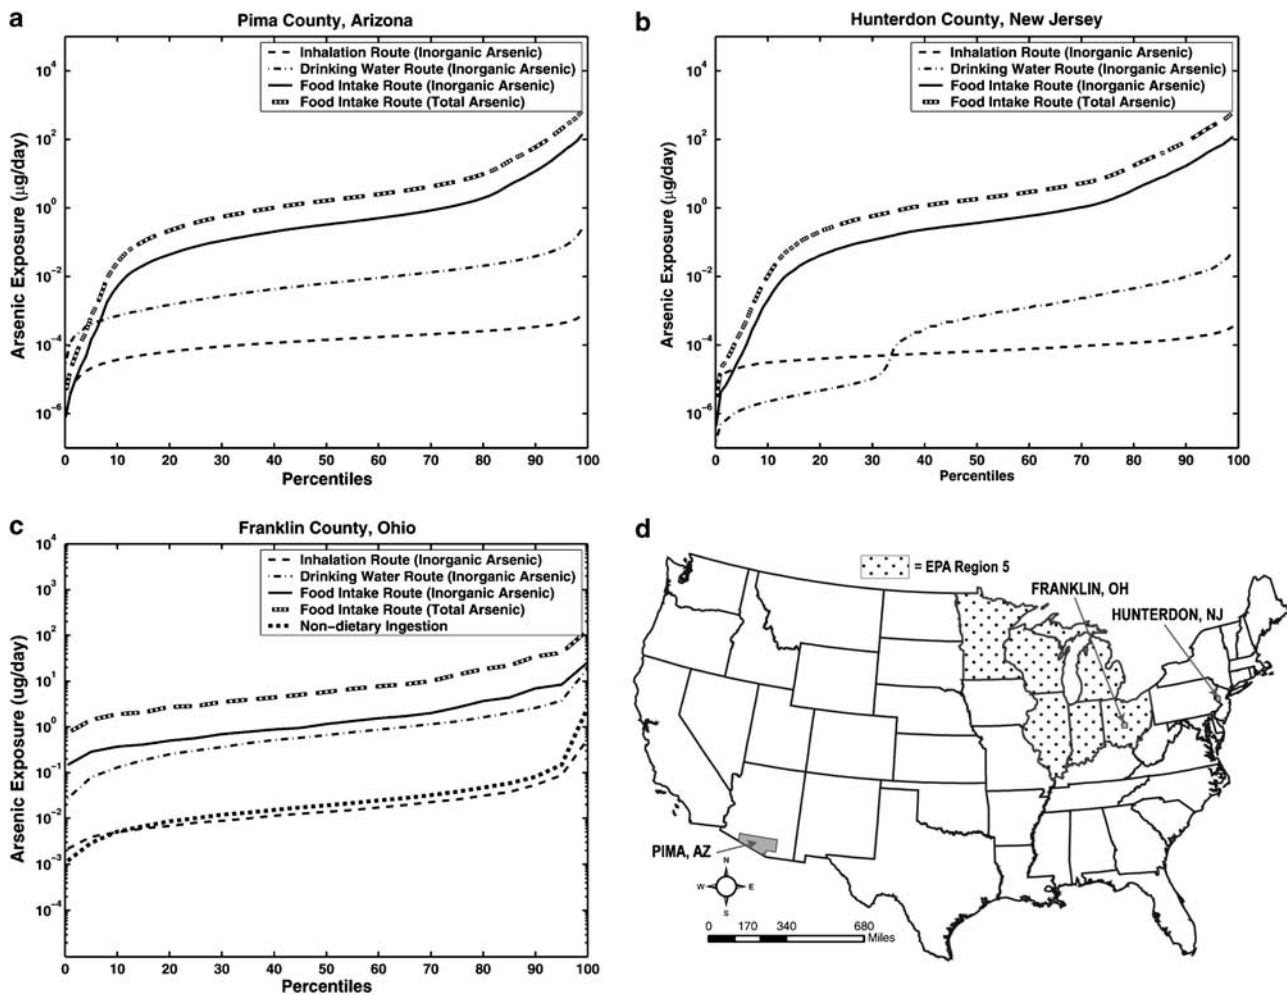 a
Pima County, Arizona
Inhalation Route (Inorganic Arsenic)
Drinking Water Route (Inorganic Arsenic)
Food Intake Route (Inorganic Arsenic)
Food Intake Route (Total Arsenic)
Arsenic Exposure (μg/day)
10^4
10^2
10^0
10^−2
10^−4
10^−6
0 10 20 30 40 50 60 70 80 90 100
Percentiles
b
Hunterdon County, New Jersey
Inhalation Route (Inorganic Arsenic)
Drinking Water Route (Inorganic Arsenic)
Food Intake Route (Inorganic Arsenic)
Food Intake Route (Total Arsenic)
Arsenic Exposure (μg/day)
10^4
10^2
10^0
10^−2
10^−4
10^−6
0 10 20 30 40 50 60 70 80 90 100
Percentiles
c
Franklin County, Ohio
Inhalation Route (Inorganic Arsenic)
Drinking Water Route (Inorganic Arsenic)
Food Intake Route (Inorganic Arsenic)
Food Intake Route (Total Arsenic)
Non−dietary Ingestion
Arsenic Exposure (ug/day)
10^4
10^3
10^2
10^1
10^0
10^−1
10^−2
10^−3
10^−4
0 10 20 30 40 50 60 70 80 90 100
Percentiles
d
= EPA Region 5
FRANKLIN, OH
HUNTERDON, NJ
PIMA, AZ
N
W E
S
0 170 340 680
Miles